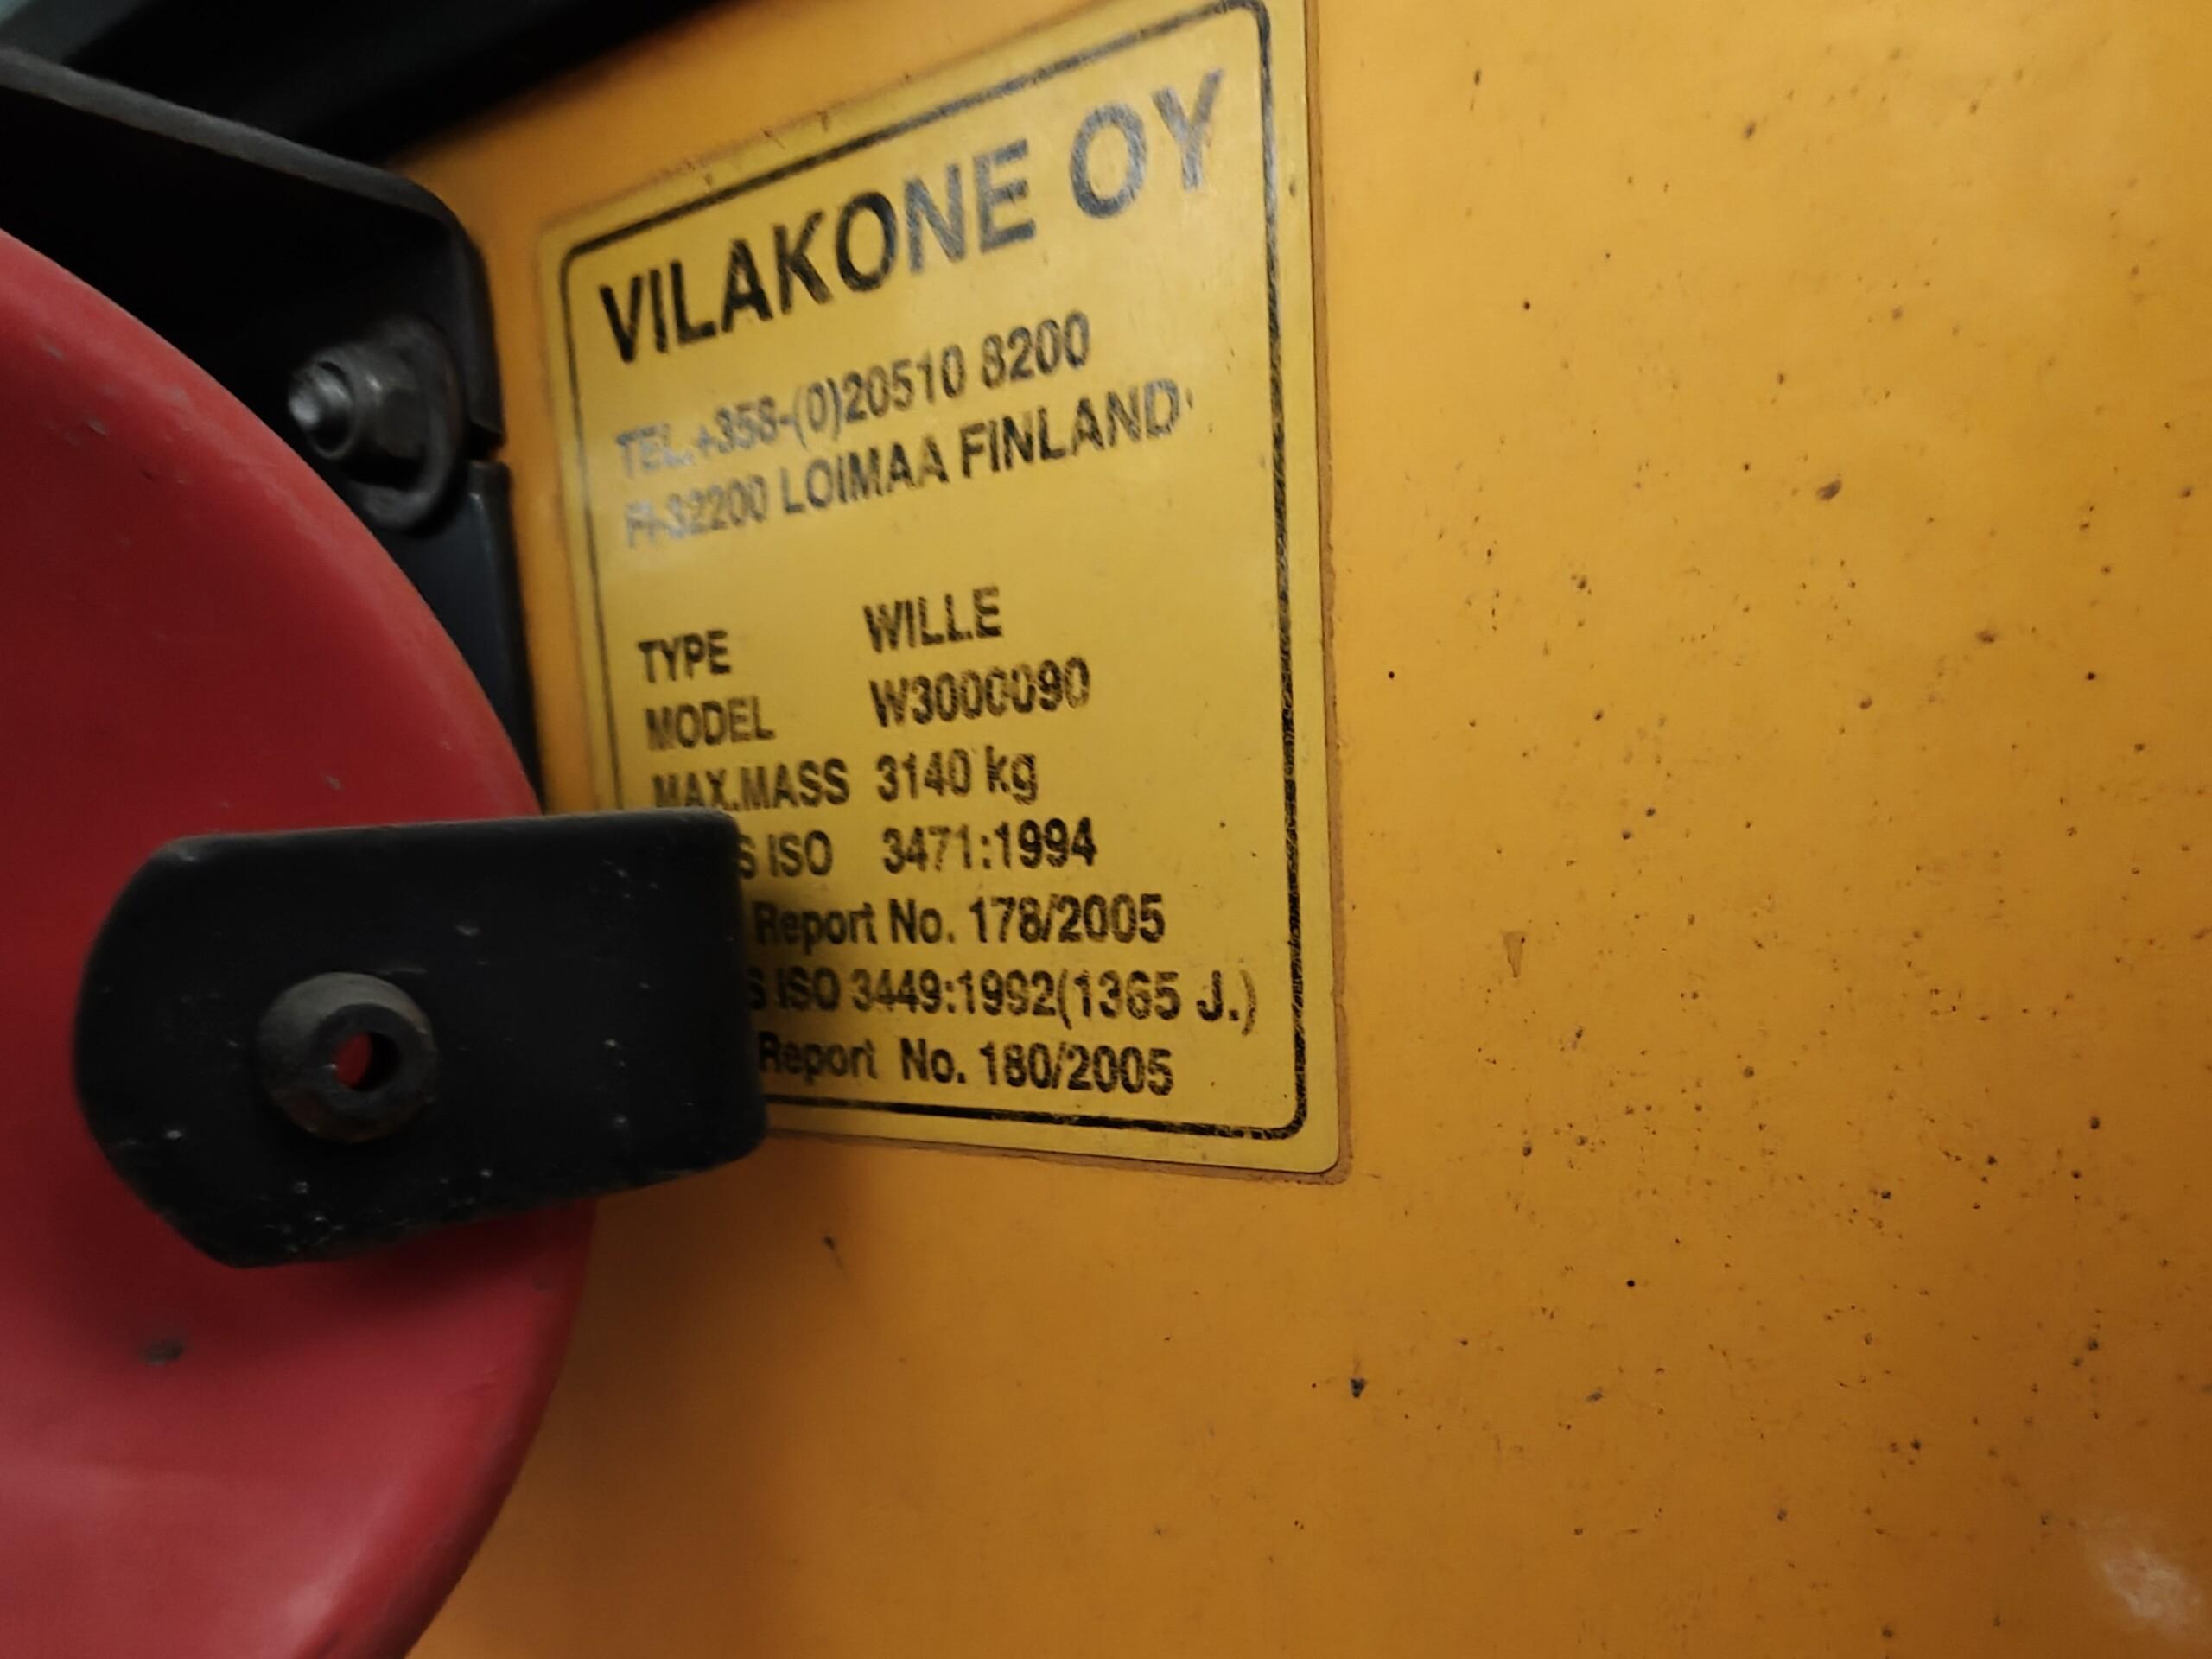 VILAKONE OY
TEL.+358-(0)20510 8200
FI-32200 LOIMAA FINLAND
TYPE WILLE
MODEL W3000090
MAX.MASS 3140 kg
S ISO 3471:1994
Report No. 178/2005
S ISO 3449:1992(1365 J.)
Report No. 180/2005